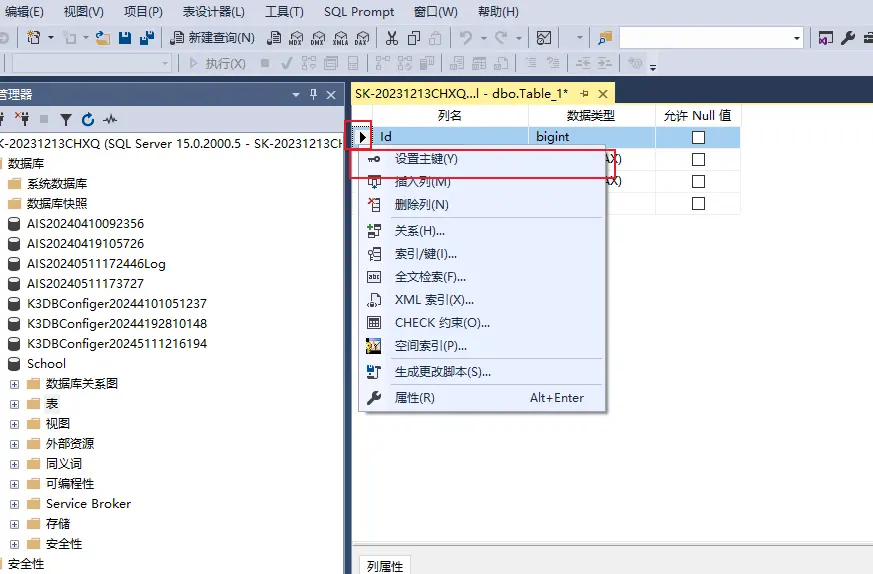 编辑(E) 视图(V) 项目(P) 表设计器(L) 工具(T) SQL Prompt 窗口(W) 帮助(H)
新建查询(N) MDX DMX XMLA DAX
执行(X)
管理器
SK-20231213CHXQ...l - dbo.Table_1*
列名 数据类型 允许 Null 值
Id bigint
AX)
AX)
K-20231213CHXQ (SQL Server 15.0.2000.5 - SK-20231213CH
数据库
系统数据库
数据库快照
AIS20240410092356
AIS20240419105726
AIS20240511172446Log
AIS20240511173727
K3DBConfiger20244101051237
K3DBConfiger20244192810148
K3DBConfiger20245111216194
School
数据库关系图
表
视图
外部资源
同义词
可编程性
Service Broker
存储
安全性
安全性
设置主键(Y)
插入列(M)
删除列(N)
关系(H)...
索引/键(I)...
全文检索(F)...
XML 索引(X)...
CHECK 约束(O)...
空间索引(P)...
生成更改脚本(S)...
属性(R) Alt+Enter
列属性